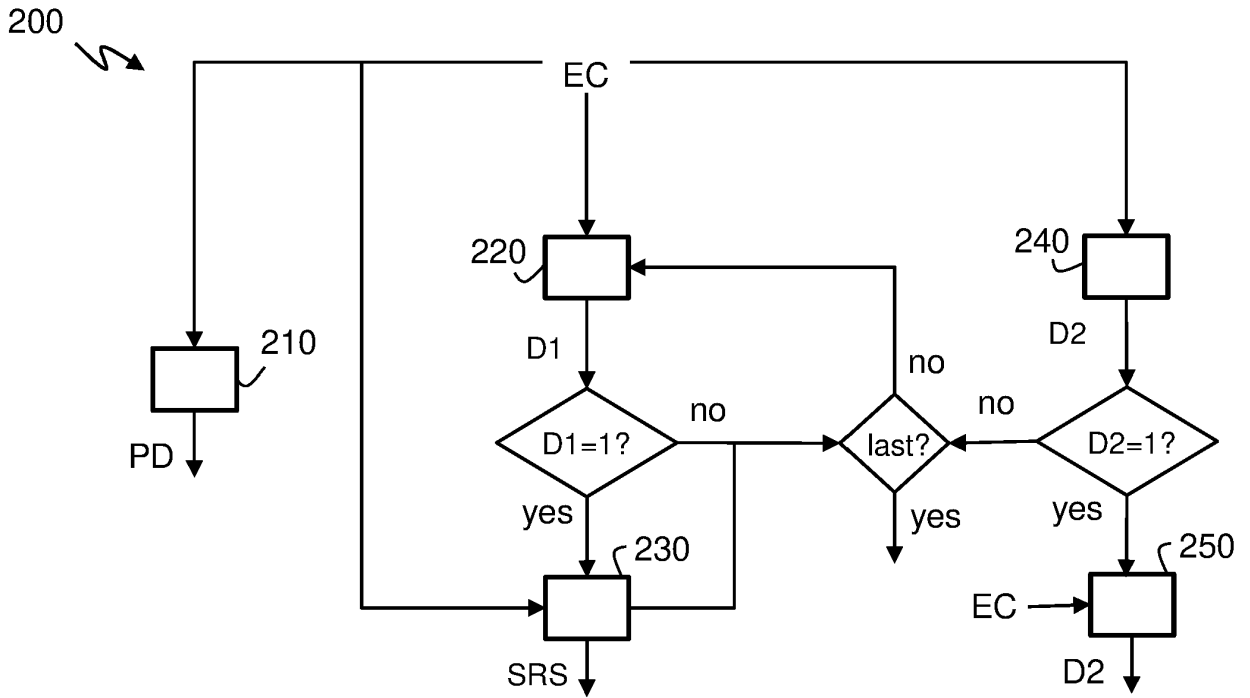 200
EC
220
240
D1
D2
210
no
no
no
D1=1?
last?
D2=1?
PD
yes
yes
yes
230
250
EC
SRS
D2